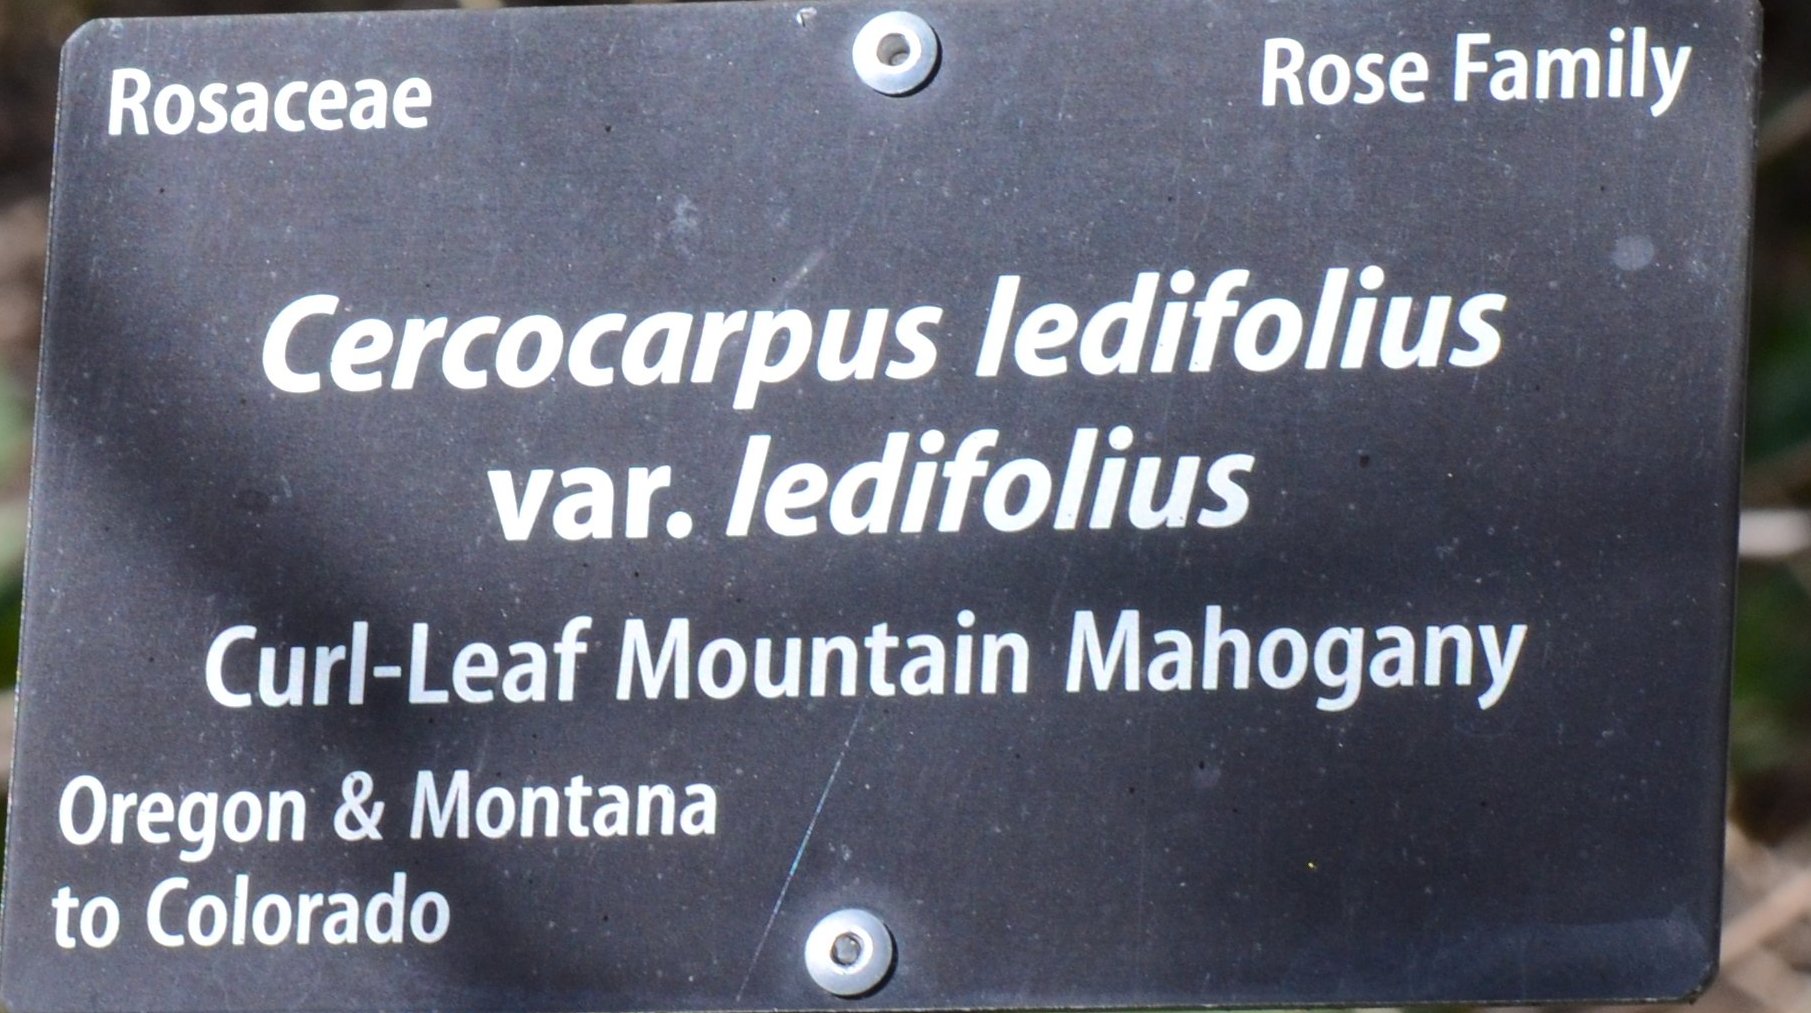 Rosaceae Rose Family
Cercocarpus ledifolius
var. ledifolius
Curl-Leaf Mountain Mahogany
Oregon & Montana
to Colorado